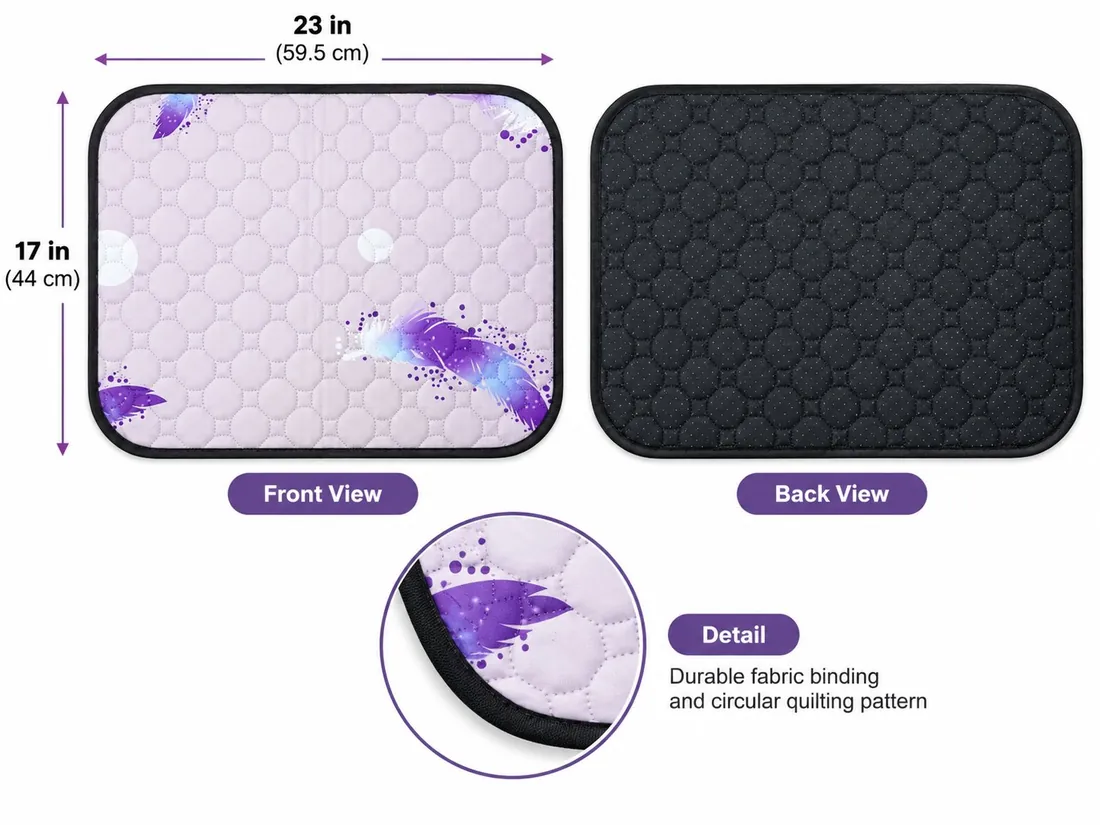 23 in
(59.5 cm)
17 in
(44 cm)
Front View
Back View
Detail
Durable fabric binding
and circular quilting pattern